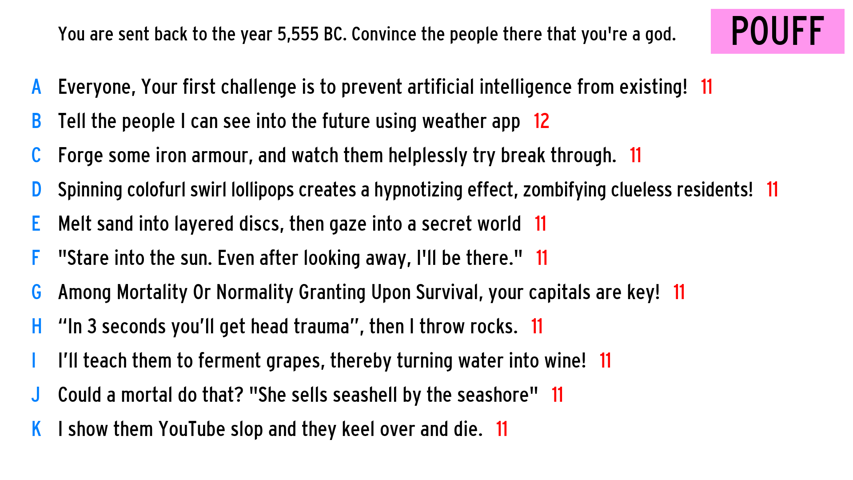 You are sent back to the year 5,555 BC. Convince the people there that you're a god.
POUFF
A Everyone, Your first challenge is to prevent artificial intelligence from existing! 11
B Tell the people I can see into the future using weather app 12
C Forge some iron armour, and watch them helplessly try break through. 11
D Spinning colofurl swirl lollipops creates a hypnotizing effect, zombifying clueless residents! 11
E Melt sand into layered discs, then gaze into a secret world 11
F "Stare into the sun. Even after looking away, I'll be there." 11
G Among Mortality Or Normality Granting Upon Survival, your capitals are key! 11
H “In 3 seconds you’ll get head trauma”, then I throw rocks. 11
I I’ll teach them to ferment grapes, thereby turning water into wine! 11
J Could a mortal do that? "She sells seashell by the seashore" 11
K I show them YouTube slop and they keel over and die. 11